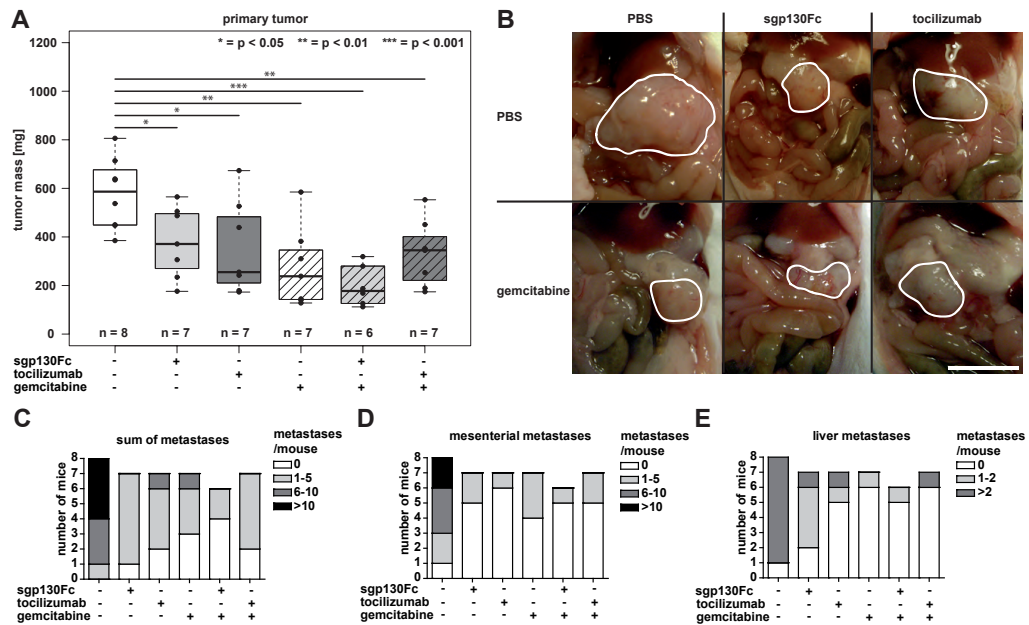 A
primary tumor
* = p < 0.05 ** = p < 0.01 *** = p < 0.001
tumor mass [mg]
1200
1000
800
600
400
200
0
**
***
**
*
*
n = 8 n = 7 n = 7 n = 7 n = 6 n = 7
sgp130Fc - + - - + -
tocilizumab - - + - - +
gemcitabine - - - + + +
B
PBS sgp130Fc tocilizumab
PBS
gemcitabine
C
sum of metastases
metastases
/mouse
0
1-5
6-10
>10
number of mice
8
7
6
5
4
3
2
1
0
sgp130Fc - + - - + -
tocilizumab - - + - - +
gemcitabine - - - + + +
D
mesenterial metastases
metastases
/mouse
0
1-5
6-10
>10
number of mice
8
7
6
5
4
3
2
1
0
sgp130Fc - + - - + -
tocilizumab - - + - - +
gemcitabine - - - + + +
E
liver metastases
metastases
/mouse
0
1-2
>2
number of mice
8
7
6
5
4
3
2
1
0
sgp130Fc - + - - + -
tocilizumab - - + - - +
gemcitabine - - - + + +